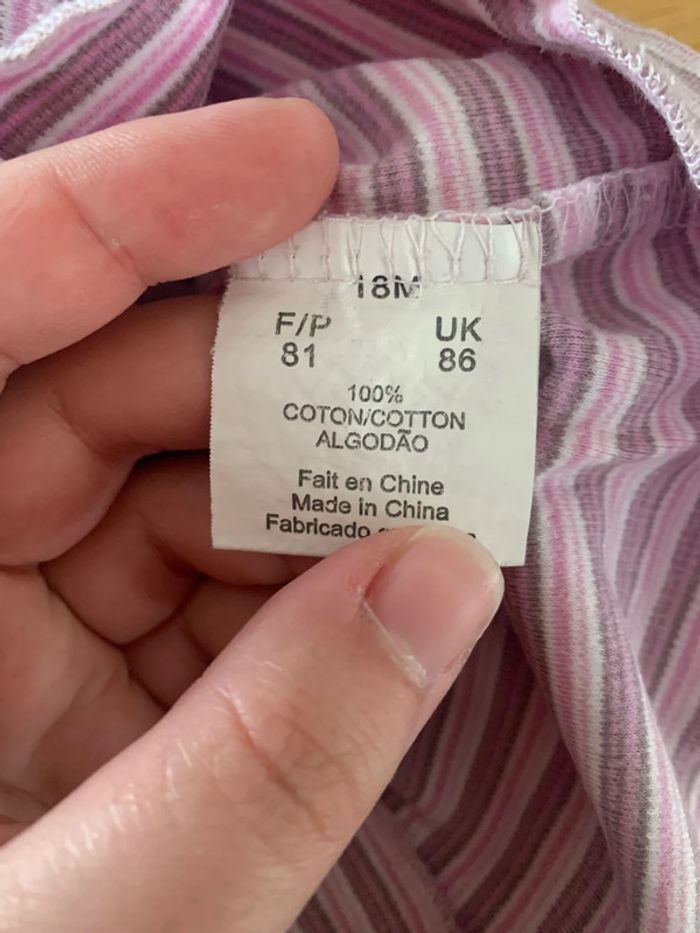 18M
F/P UK
81 86
100%
COTON/COTTON
ALGODÃO
Fait en Chine
Made in China
Fabricado